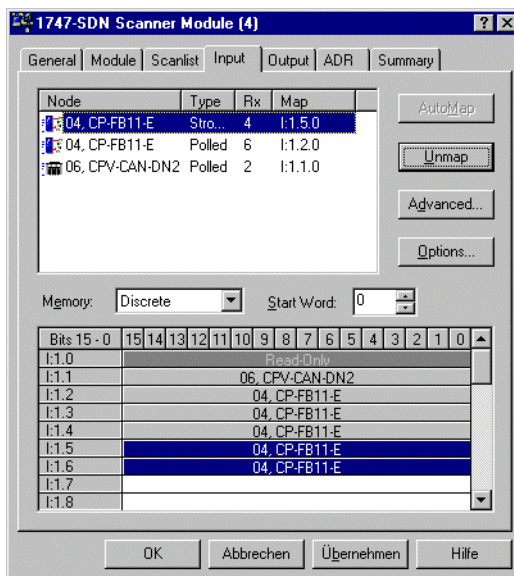 1747-SDN Scanner Module (4)
General Module Scanlist Input Output ADR Summary
Node Type Rx Map
04, CP-FB11-E Stro... 4 I:1.5.0
04, CP-FB11-E Polled 6 I:1.2.0
06, CPV-CAN-DN2 Polled 2 I:1.1.0
AutoMap
Unmap
Advanced...
Options...
Memory: Discrete Start Word: 0
Bits 15 - 0 15 14 13 12 11 10 9 8 7 6 5 4 3 2 1 0
I:1.0 Read-Only
I:1.1 06, CPV-CAN-DN2
I:1.2 04, CP-FB11-E
I:1.3 04, CP-FB11-E
I:1.4 04, CP-FB11-E
I:1.5 04, CP-FB11-E
I:1.6 04, CP-FB11-E
I:1.7
I:1.8
OK Abbrechen Übernehmen Hilfe